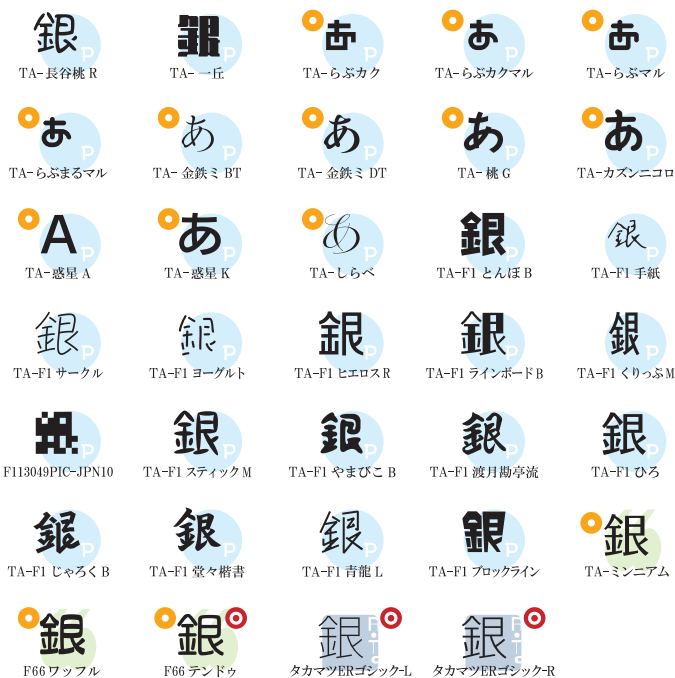 銀 銀 あ あ あ
TA-長谷桃 R TA- 一丘 TA-らぶカク TA-らぶカクマル TA-らぶマル
あ あ あ あ あ
TA-らぶまるマル TA- 金鉄ミ BT TA- 金鉄ミ DT TA- 桃 G TA-カズンニコロ
A あ あ 銀 銀
TA-惑星 A TA-惑星 K TA-しらべ TA-F1 とんぼ B TA-F1 手紙
銀 銀 銀 銀 銀
TA-F1 サークル TA-F1 ヨーグルト TA-F1 ヒエロス R TA-F1 ラインボード B TA-F1 くりっぷ M
銀 銀 銀 銀 銀
F113049PIC-JPN10 TA-F1 スティック M TA-F1 やまびこ B TA-F1 渡月勘亭流 TA-F1 ひろ
銀 銀 銀 銀 銀
TA-F1 じゃろく B TA-F1 堂々楷書 TA-F1 青龍 L TA-F1 ブロックライン TA-ミンニアム
銀 銀 銀 銀
F66 ワッフル F66 テンドゥ タカマツERゴシック-L タカマツERゴシック-R